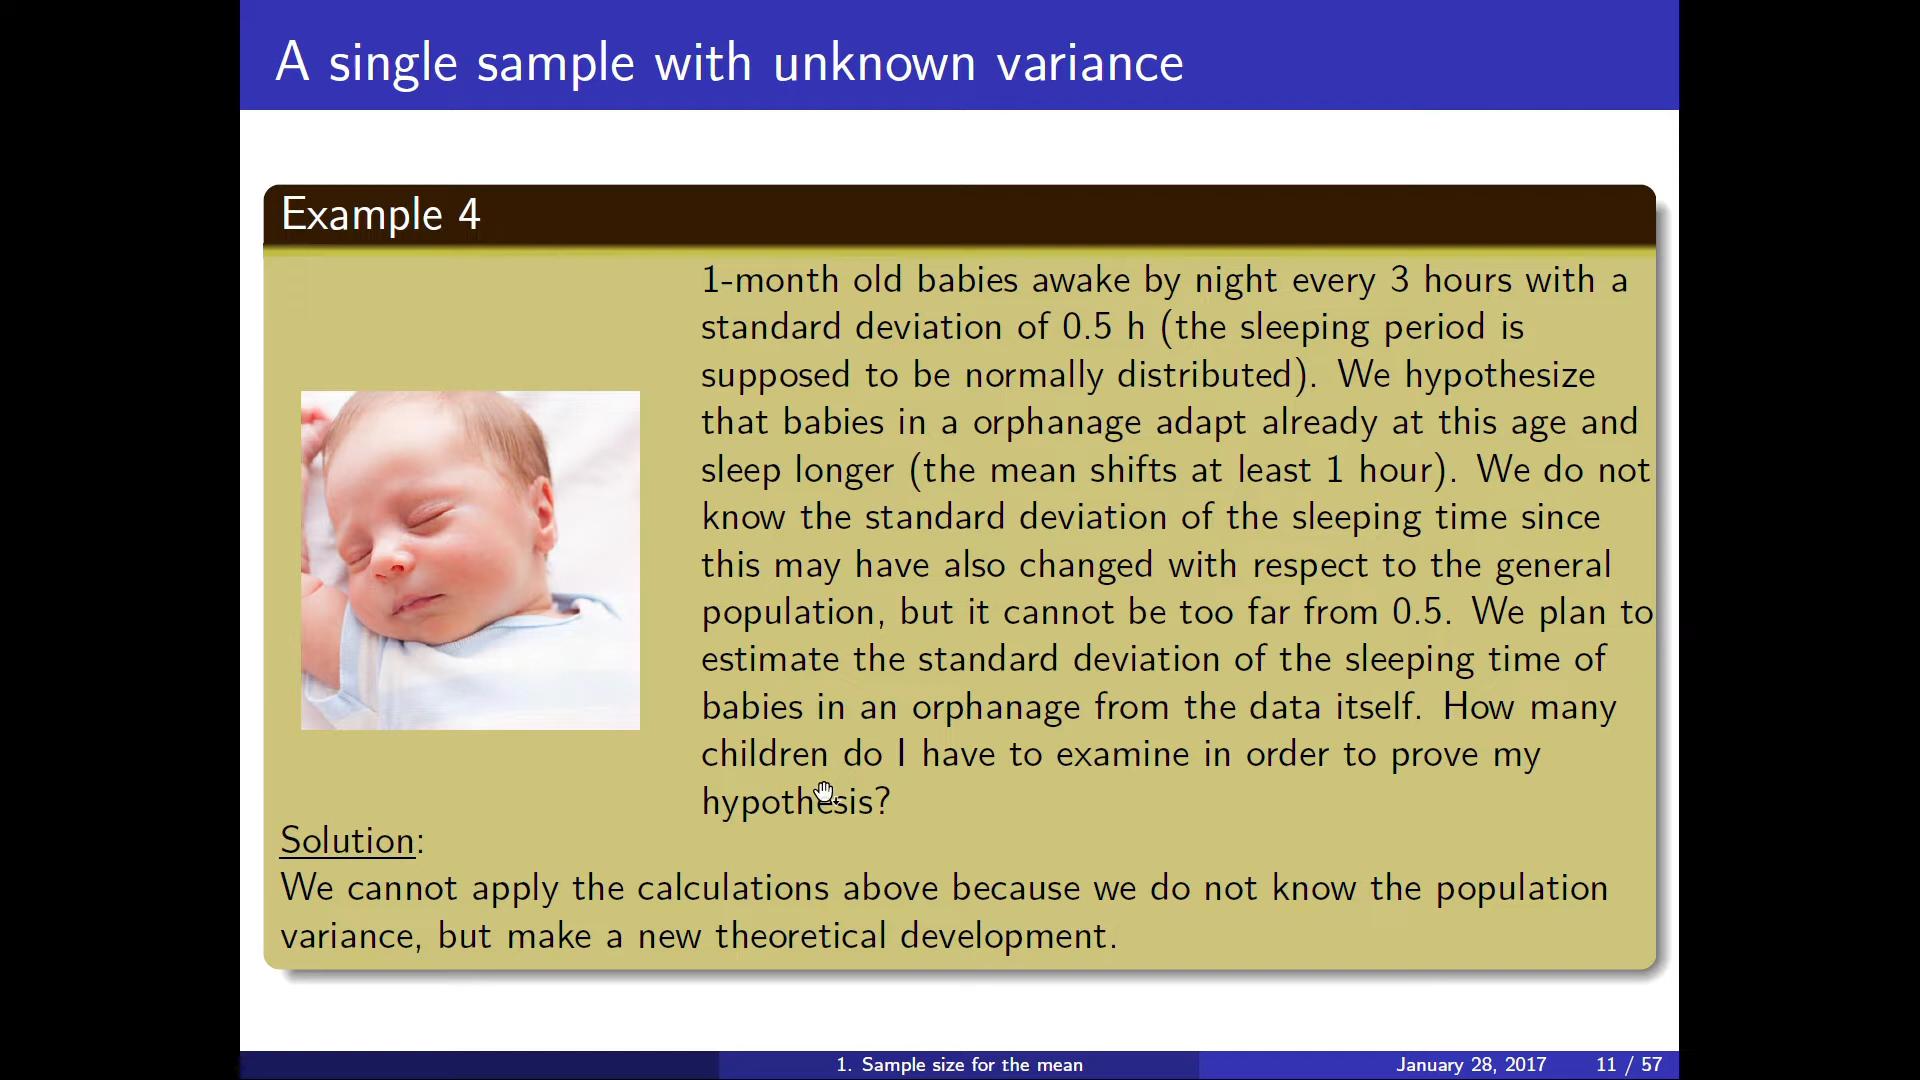 A single sample with unknown variance
Example 4
1-month old babies awake by night every 3 hours with a
standard deviation of 0.5 h (the sleeping period is
supposed to be normally distributed). We hypothesize
that babies in a orphanage adapt already at this age and
sleep longer (the mean shifts at least 1 hour). We do not
know the standard deviation of the sleeping time since
this may have also changed with respect to the general
population, but it cannot be too far from 0.5. We plan to
estimate the standard deviation of the sleeping time of
babies in an orphanage from the data itself. How many
children do I have to examine in order to prove my
hypothesis?
Solution:
We cannot apply the calculations above because we do not know the population
variance, but make a new theoretical development.
1. Sample size for the mean
January 28, 2017
11 / 57